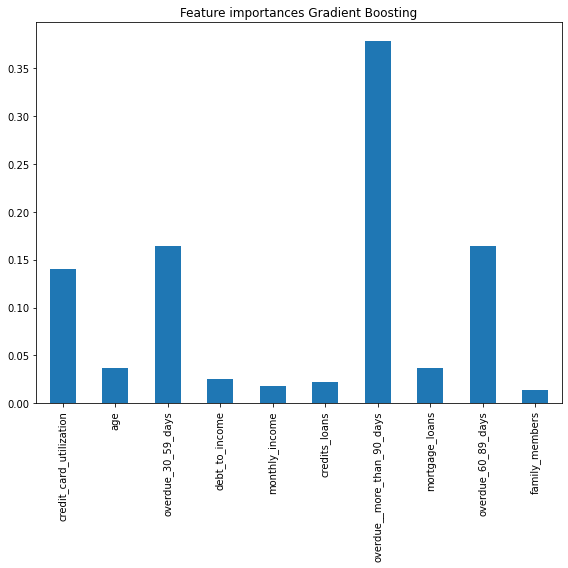 Feature importances Gradient Boosting
0.35
0.30
0.25
0.20
0.15
0.10
0.05
0.00
credit_card_utilization
age
overdue_30_59_days
debt_to_income
monthly_income
credits_loans
overdue__more_than_90_days
mortgage_loans
overdue_60_89_days
family_members